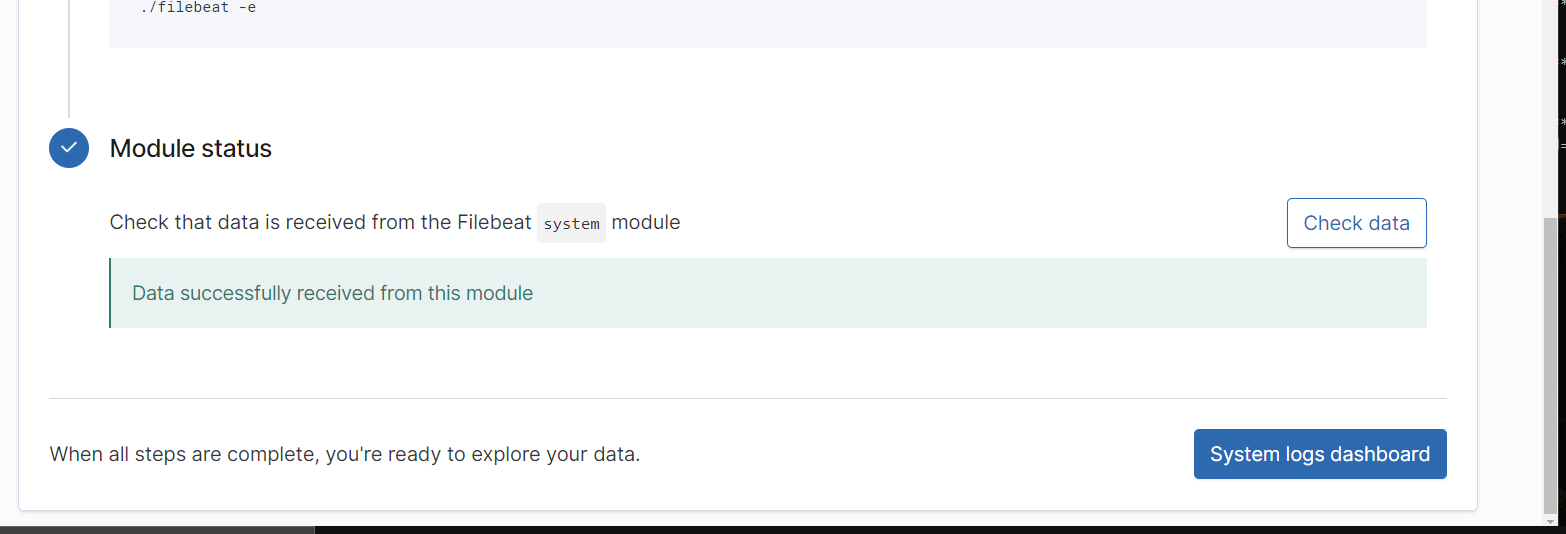 ./filebeat -e
Module status
Check that data is received from the Filebeat system module
Check data
Data successfully received from this module
When all steps are complete, you're ready to explore your data.
System logs dashboard